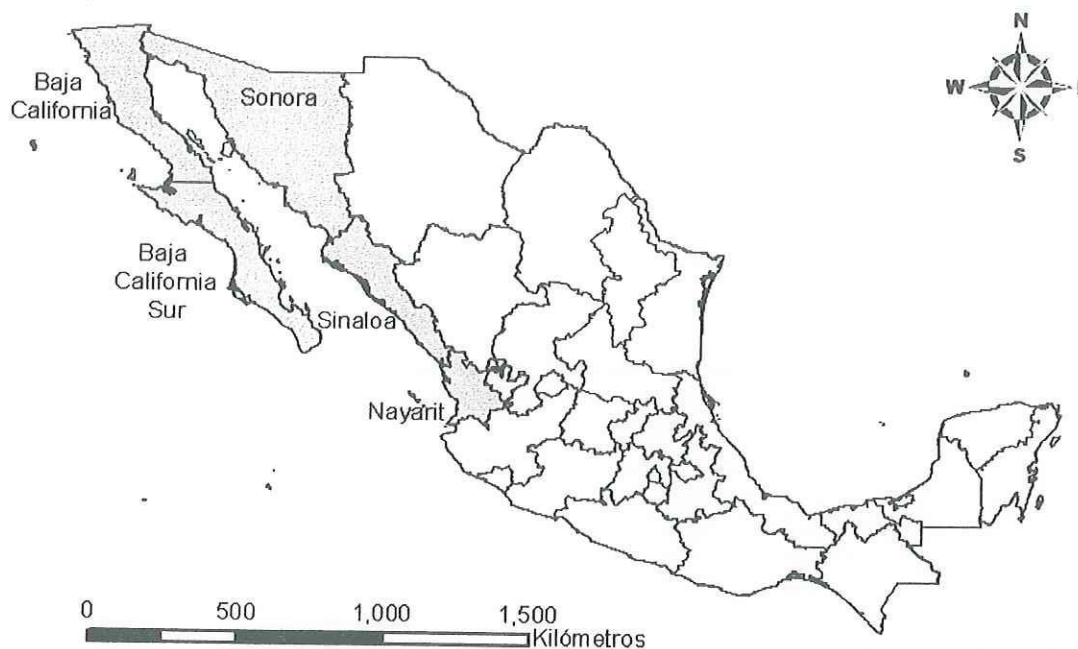 N
W
S
Baja
California
Sonora
Baja
California
Sur
Sinaloa
Nayarit
0 500 1,000 1,500
Kilómetros